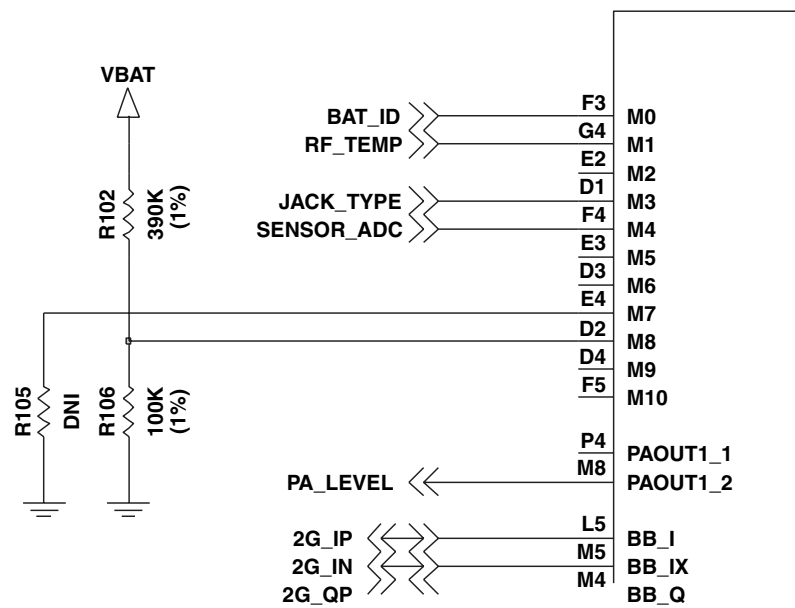 VBAT
R102
390K
(1%)
R105
DNI
R106
100K
(1%)
BAT_ID
F3
M0
RF_TEMP
G4
M1
E2
M2
JACK_TYPE
D1
M3
SENSOR_ADC
F4
M4
E3
M5
D3
M6
E4
M7
D2
M8
D4
M9
F5
M10
P4
PAOUT1_1
PA_LEVEL
M8
PAOUT1_2
2G_IP
L5
BB_I
2G_IN
M5
BB_IX
2G_QP
M4
BB_Q